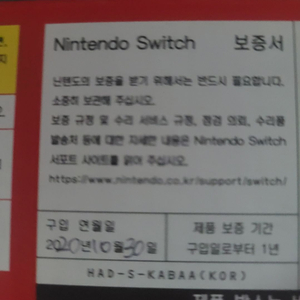 Nintendo Switch 보증서
닌텐도의 보증을 받기 위해서는 반드시 필요합니다.
소중히 보관해 주십시오.
보증 규정 및 수리 서비스 규정, 점검 의뢰, 수리품
발송처 등에 대한 자세한 내용은 Nintendo Switch
서포트 사이트를 읽어 주십시오.
https://www.nintendo.co.kr/support/switch/
구입 연월일
제품 보증 기간
2020년 10월 30일
구입일로부터 1년
HAD-S-KABAA(KOR)